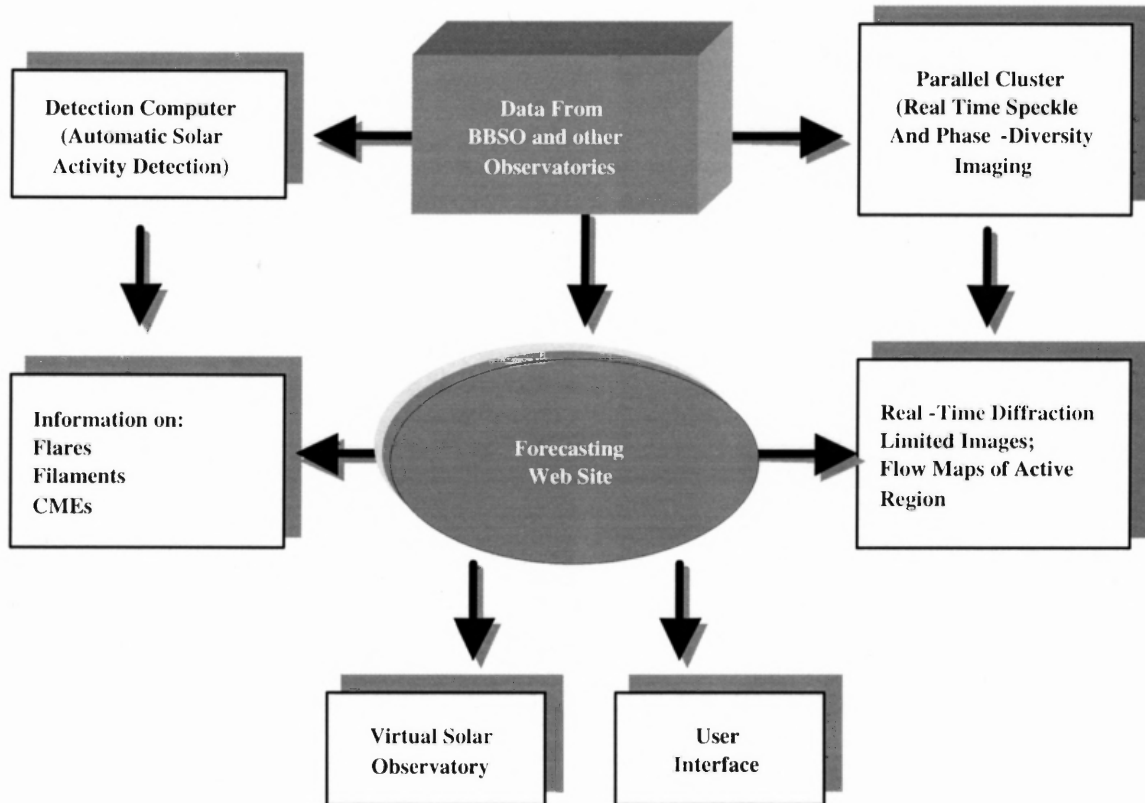 Detection Computer
(Automatic Solar
Activity Detection)
Data From
BBSO and other
Observatories
Parallel Cluster
(Real Time Speckle
And Phase -Diversity
Imaging
Information on:
Flares
Filaments
CMEs
Forecasting
Web Site
Real -Time Diffraction
Limited Images;
Flow Maps of Active
Region
Virtual Solar
Observatory
User
Interface